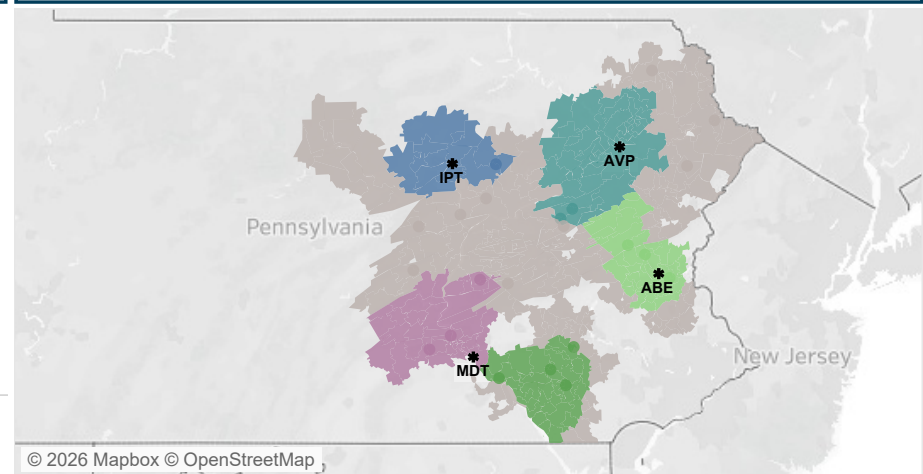 AVP
IPT
Pennsylvania
ABE
New Jersey
MDT
© 2026 Mapbox © OpenStreetMap